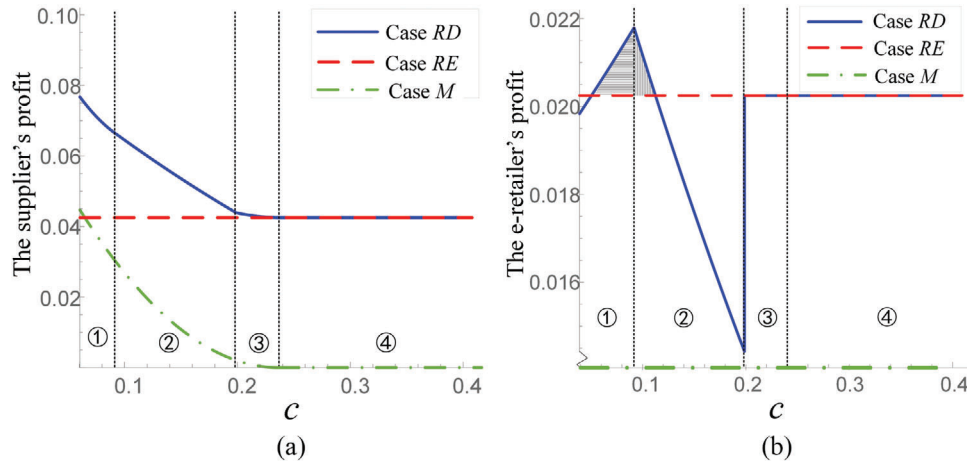 The supplier's profit
0.10
0.08
0.06
0.04
0.02
Case RD
Case RE
Case M
① ② ③ ④
0.1 0.2 0.3 0.4
c
(a)
The e-retailer's profit
0.022
0.020
0.018
0.016
Case RD
Case RE
Case M
① ② ③ ④
0.1 0.2 0.3 0.4
c
(b)